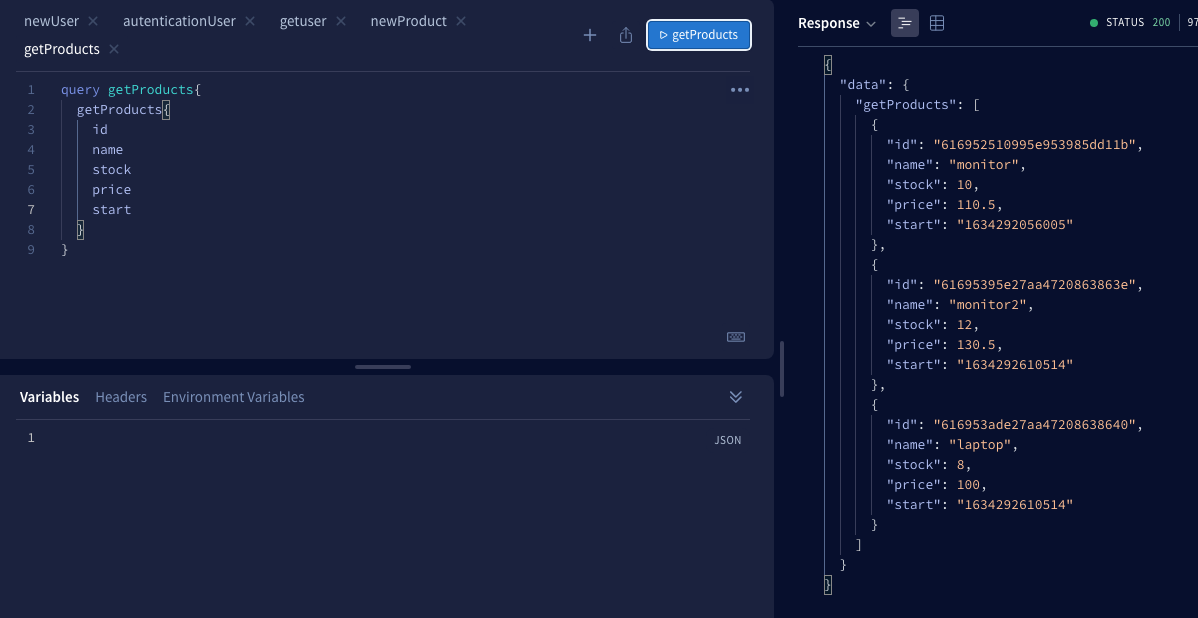 newUser
autenticationUser
getuser
newProduct
getProducts
getProducts
1 query getProducts{
2 getProducts{
3 id
4 name
5 stock
6 price
7 start
8 }
9 }
Variables Headers Environment Variables
1
JSON
Response
STATUS 200 97
{
"data": {
"getProducts": [
{
"id": "616952510995e953985dd11b",
"name": "monitor",
"stock": 10,
"price": 110.5,
"start": "1634292056005"
},
{
"id": "61695395e27aa4720863863e",
"name": "monitor2",
"stock": 12,
"price": 130.5,
"start": "1634292610514"
},
{
"id": "616953ade27aa47208638640",
"name": "laptop",
"stock": 8,
"price": 100,
"start": "1634292610514"
}
]
}
}